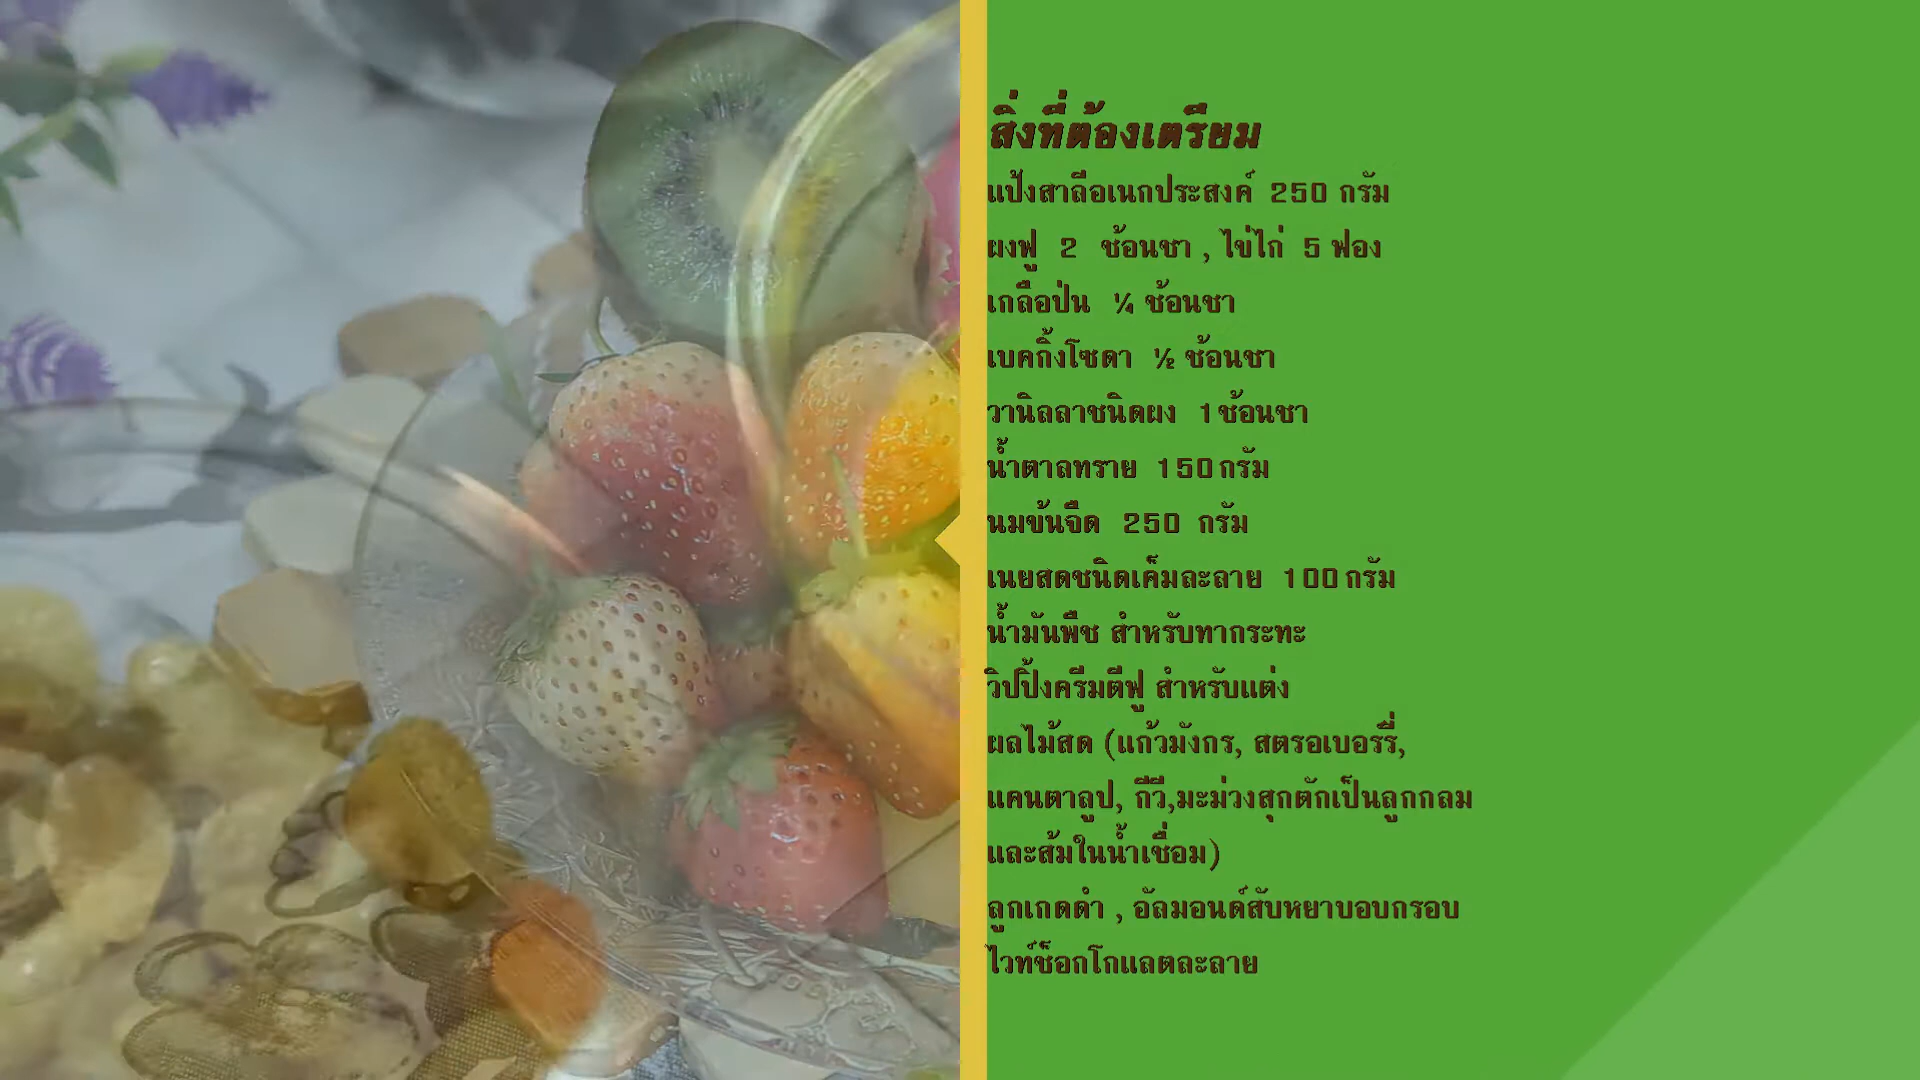 สิ่งที่ต้องเตรียม
แป้งสาลีอเนกประสงค์ 250 กรัม
ผงฟู 2 ช้อนชา , ไข่ไก่ 5 ฟอง
เกลือป่น ¼ ช้อนชา
เบคกิ้งโซดา ½ ช้อนชา
วานิลลาชนิดผง 1ช้อนชา
น้ำตาลทราย 150กรัม
นมข้นจืด 250 กรัม
เนยสดชนิดเค็มละลาย 100กรัม
น้ำมันพืช สำหรับทากระทะ
วิปปิ้งครีมตีฟู สำหรับแต่ง
ผลไม้สด (แก้วมังกร, สตรอเบอรรี่,
แคนตาลูป, กีวี,มะม่วงสุกตักเป็นลูกกลม
และส้มในน้ำเชื่อม)
ลูกเกดดำ , อัลมอนด์สับหยาบอบกรอบ
ไวท์ช็อกโกแลตละลาย